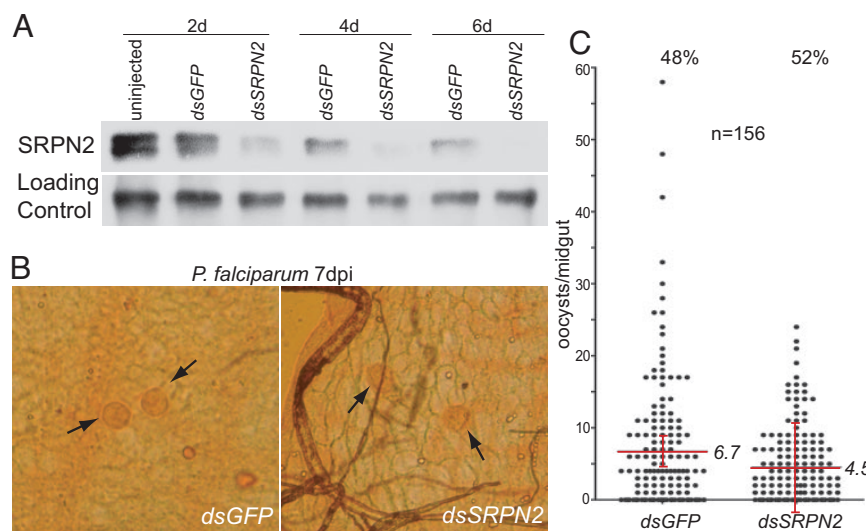 A
2d 4d 6d
uninjected dsGFP dsSRPN2 dsGFP dsSRPN2 dsGFP dsSRPN2
SRPN2
Loading
Control
B
P. falciparum 7dpi
dsGFP dsSRPN2
C
48% 52%
n=156
oocysts/midgut
60
50
40
30
20
10
0
6.7
4.5
dsGFP dsSRPN2